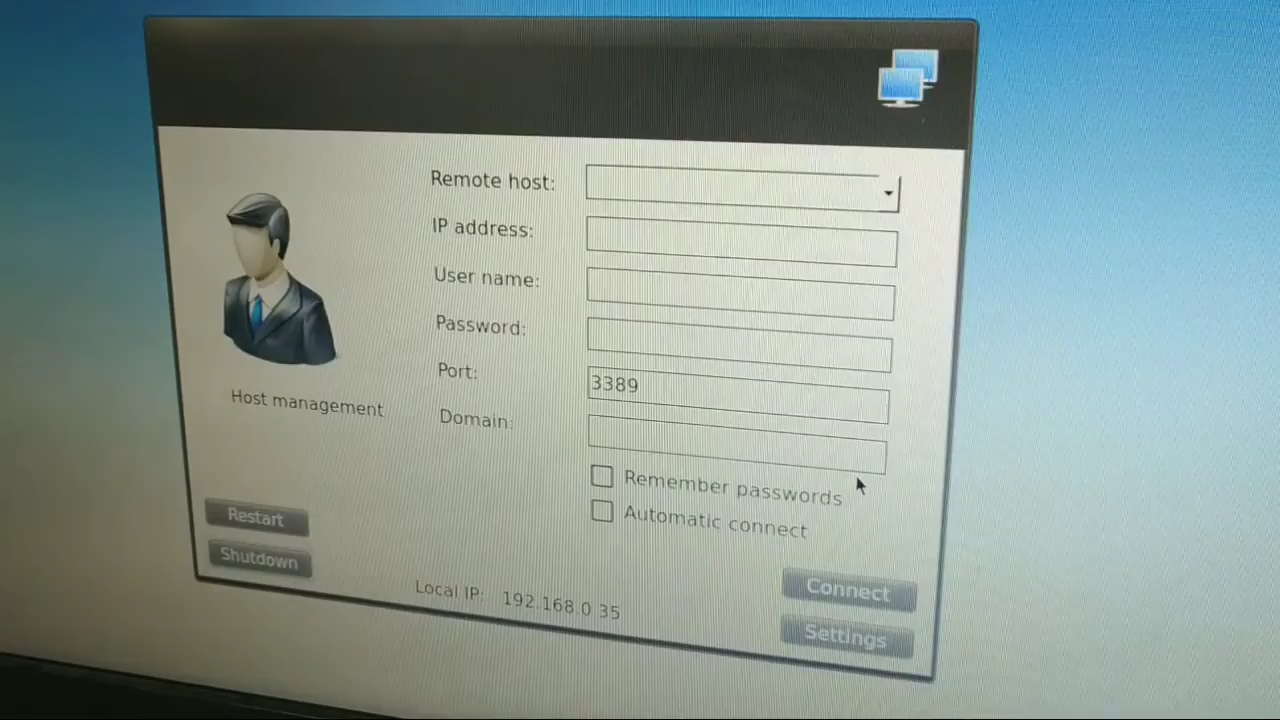 Remote host:
IP address:
User name:
Password:
Port:
3389
Host management
Domain:
Remember passwords
Automatic connect
Restart
Shutdown
Local IP: 192.168.0.35
Connect
Settings